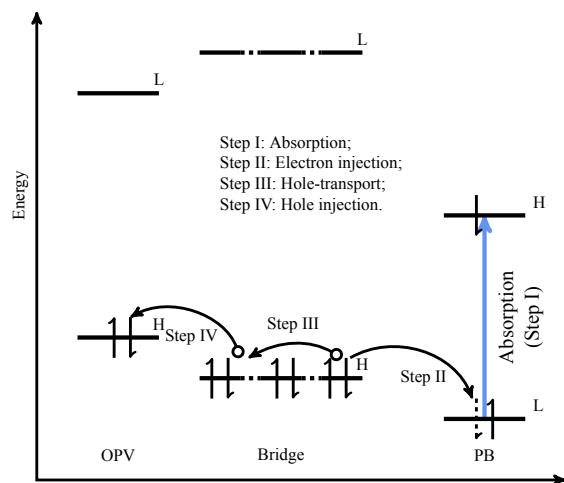 L
L
Step I: Absorption;
Step II: Electron injection;
Step III: Hole-transport;
Step IV: Hole injection.
Energy
H
Absorption
(Step I)
H
Step IV
Step III
H
Step II
L
OPV
Bridge
PB